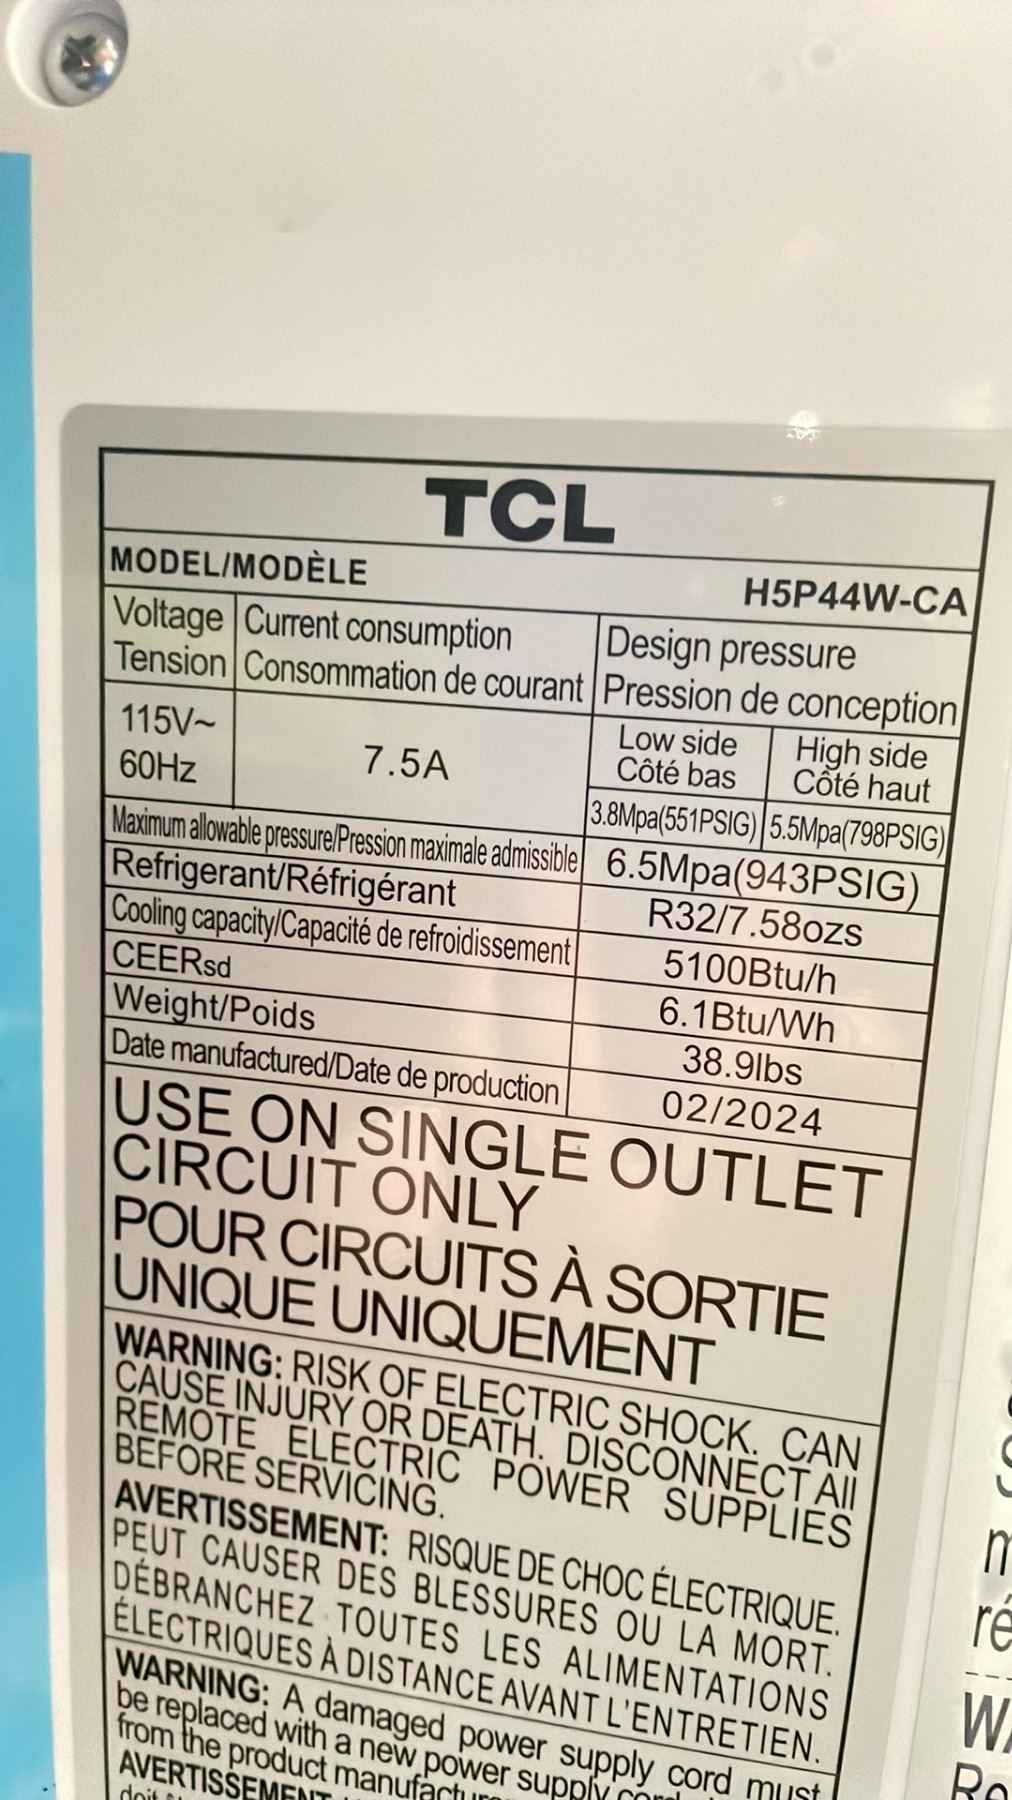 TCL
MODEL/MODÈLE H5P44W-CA
Voltage Current consumption Design pressure
Tension Consommation de courant Pression de conception
115V~ 60Hz 7.5A
Low side High side
Côté bas Côté haut
3.8Mpa(551PSIG) 5.5Mpa(798PSIG)
Maximum allowable pressure/Pression maximale admissible 6.5Mpa(943PSIG)
Refrigerant/Réfrigérant R32/7.58ozs
Cooling capacity/Capacité de refroidissement 5100Btu/h
CEERsd 6.1Btu/Wh
Weight/Poids 38.9lbs
Date manufactured/Date de production 02/2024
USE ON SINGLE OUTLET
CIRCUIT ONLY
POUR CIRCUITS À SORTIE
UNIQUE UNIQUEMENT
WARNING: RISK OF ELECTRIC SHOCK. CAN
CAUSE INJURY OR DEATH. DISCONNECT All
REMOTE ELECTRIC POWER SUPPLIES
BEFORE SERVICING.
AVERTISSEMENT: RISQUE DE CHOC ÉLECTRIQUE.
PEUT CAUSER DES BLESSURES OU LA MORT.
DÉBRANCHEZ TOUTES LES ALIMENTATIONS
ÉLECTRIQUES À DISTANCE AVANT L'ENTRETIEN.
WARNING: A damaged power supply cord must
be replaced with a new power supply
from the product
AVERTISSEMENT